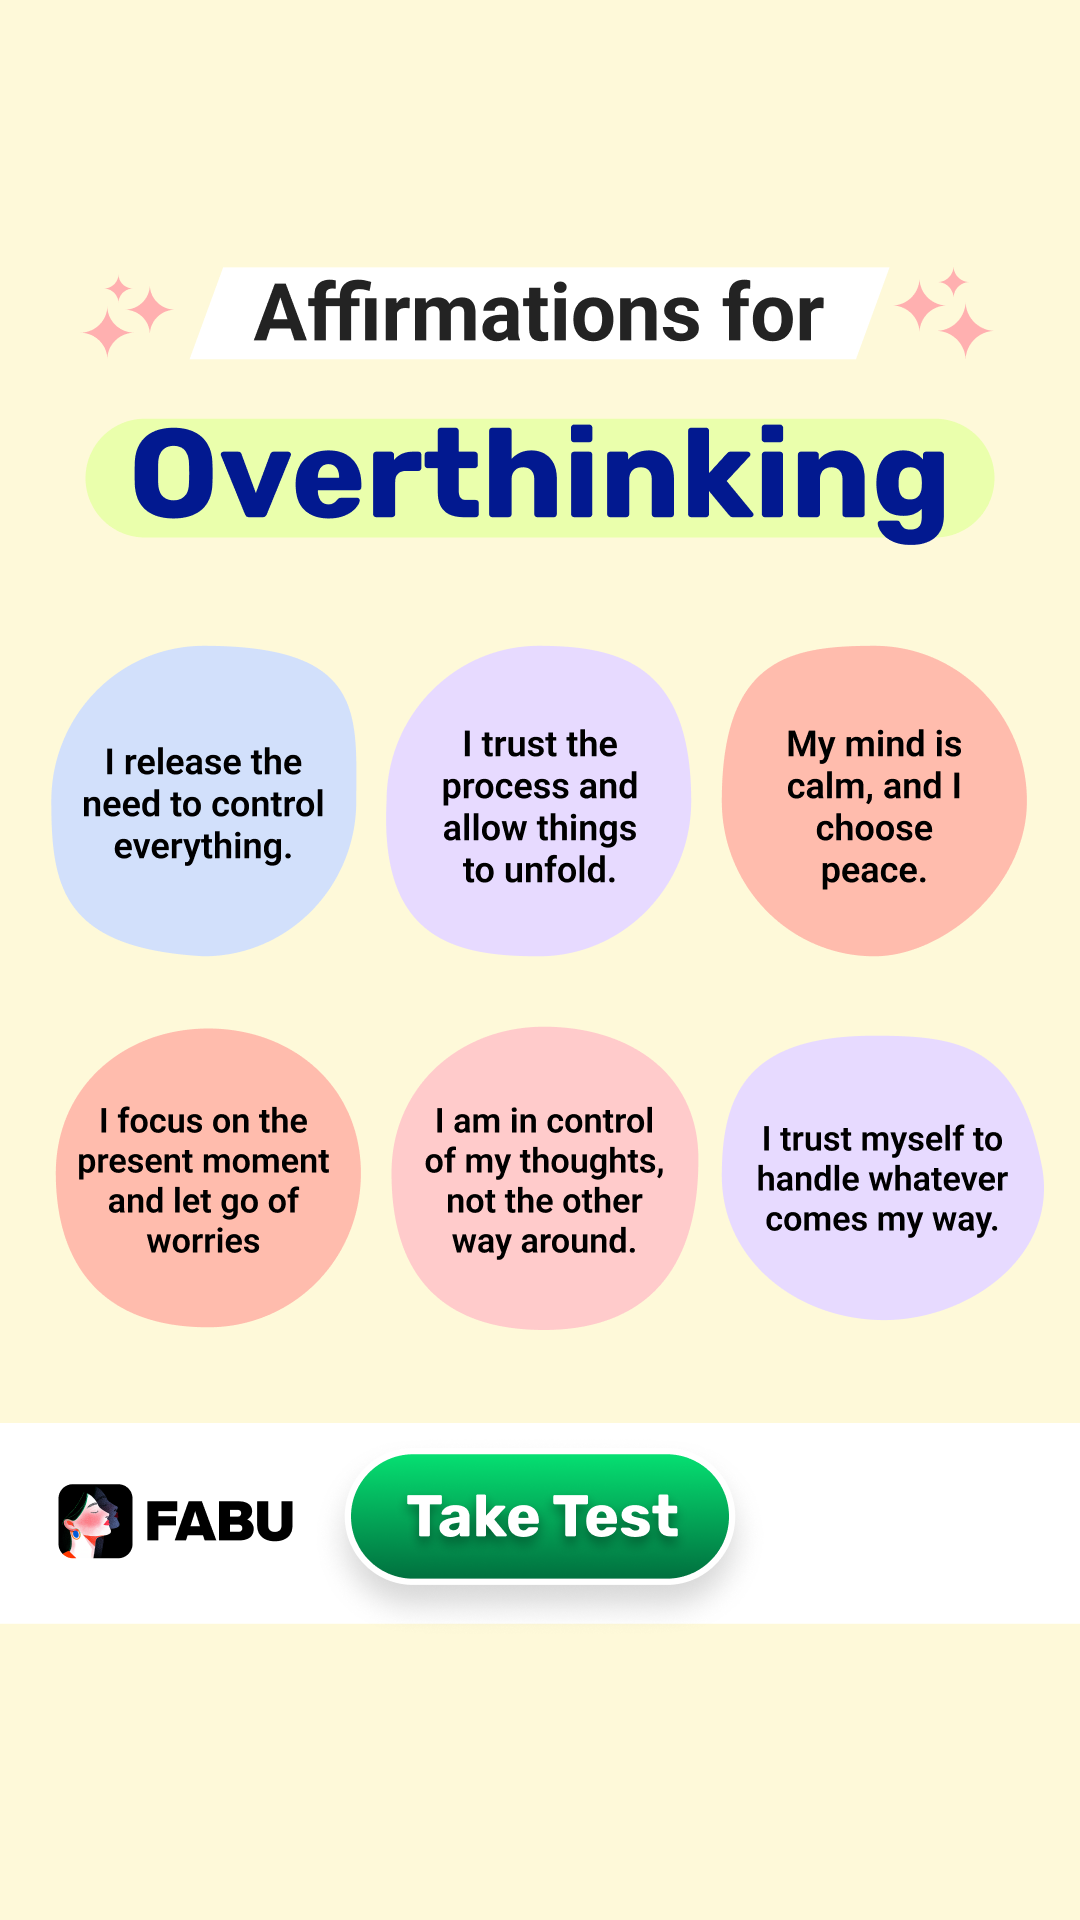 Affirmations for
Overthinking
I release the
need to control
everything.
I trust the
process and
allow things
to unfold.
My mind is
calm, and I
choose
peace.
I focus on the
present moment
and let go of
worries
I am in control
of my thoughts,
not the other
way around.
I trust myself to
handle whatever
comes my way.
FABU
Take Test